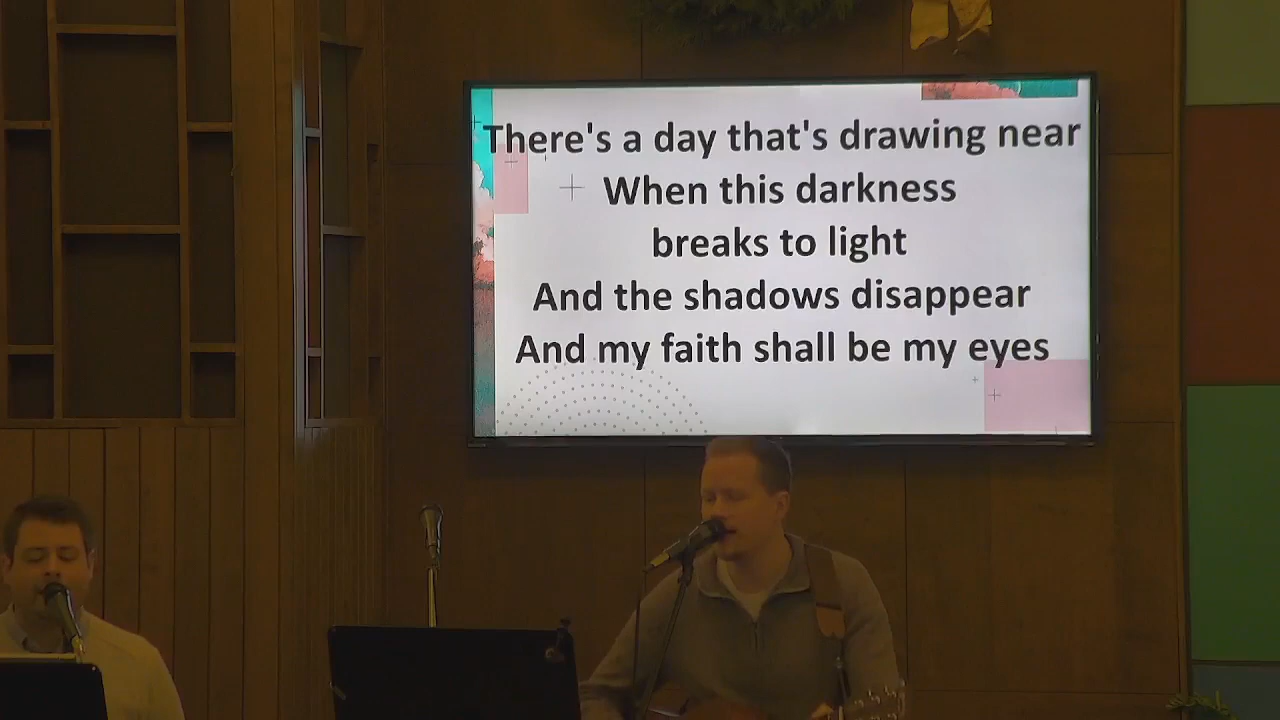 There's a day that's drawing near
When this darkness
breaks to light
And the shadows disappear
And my faith shall be my eyes